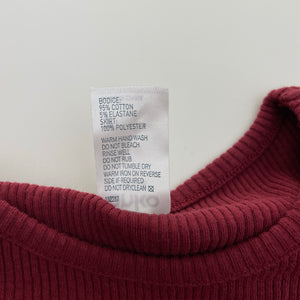 BODICE:
95% COTTON
5% ELASTANE
SKIRT:
100% POLYESTER
WARM HAND WASH
DO NOT BLEACH
RINSE WELL
DO NOT RUB
DO NOT TUMBLE DRY
WARM IRON ON REVERSE
SIDE IF REQUIRED
DO NOT DRYCLEAN